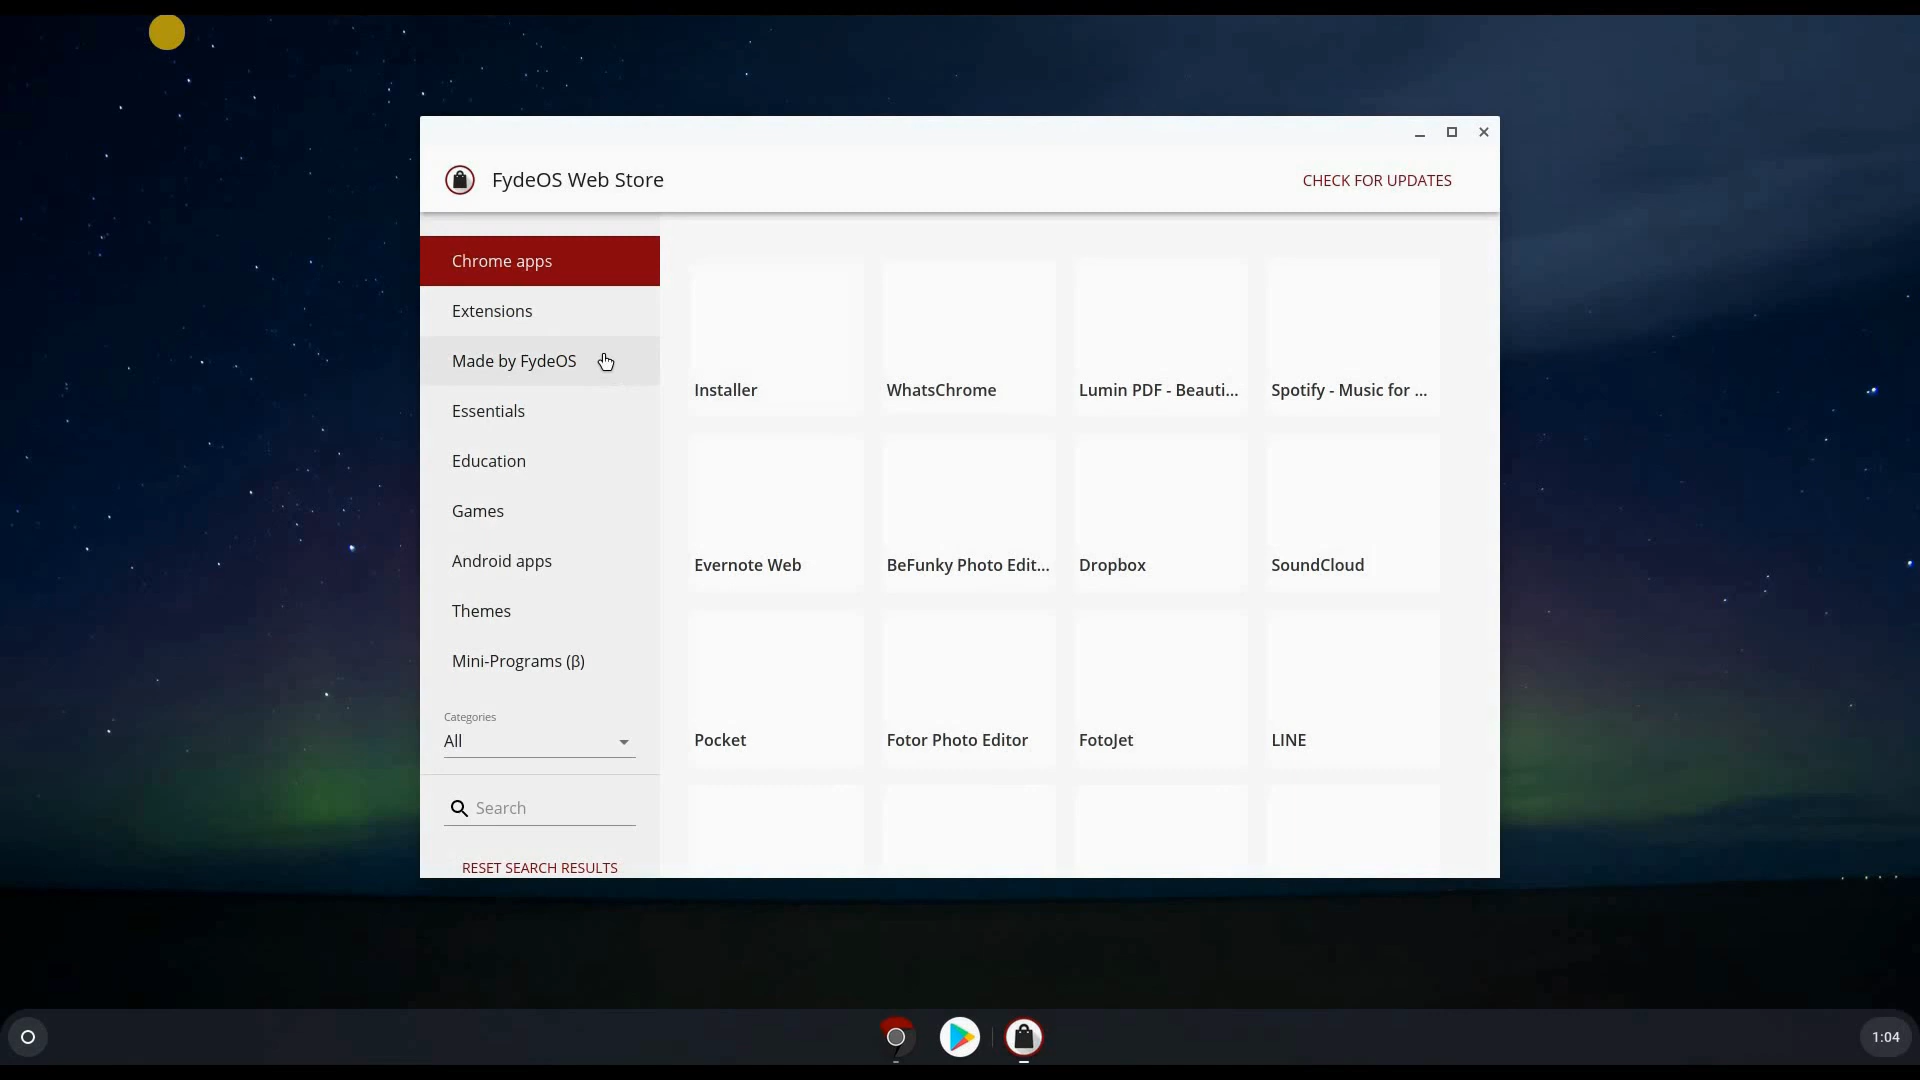 FydeOS Web Store
CHECK FOR UPDATES
Chrome apps
Extensions
Made by FydeOS
Essentials
Education
Games
Android apps
Themes
Mini-Programs (β)
Categories
All
Search
RESET SEARCH RESULTS
Installer
WhatsChrome
Lumin PDF - Beauti...
Spotify - Music for ...
Evernote Web
BeFunky Photo Edit...
Dropbox
SoundCloud
Pocket
Fotor Photo Editor
FotoJet
LINE
1:04